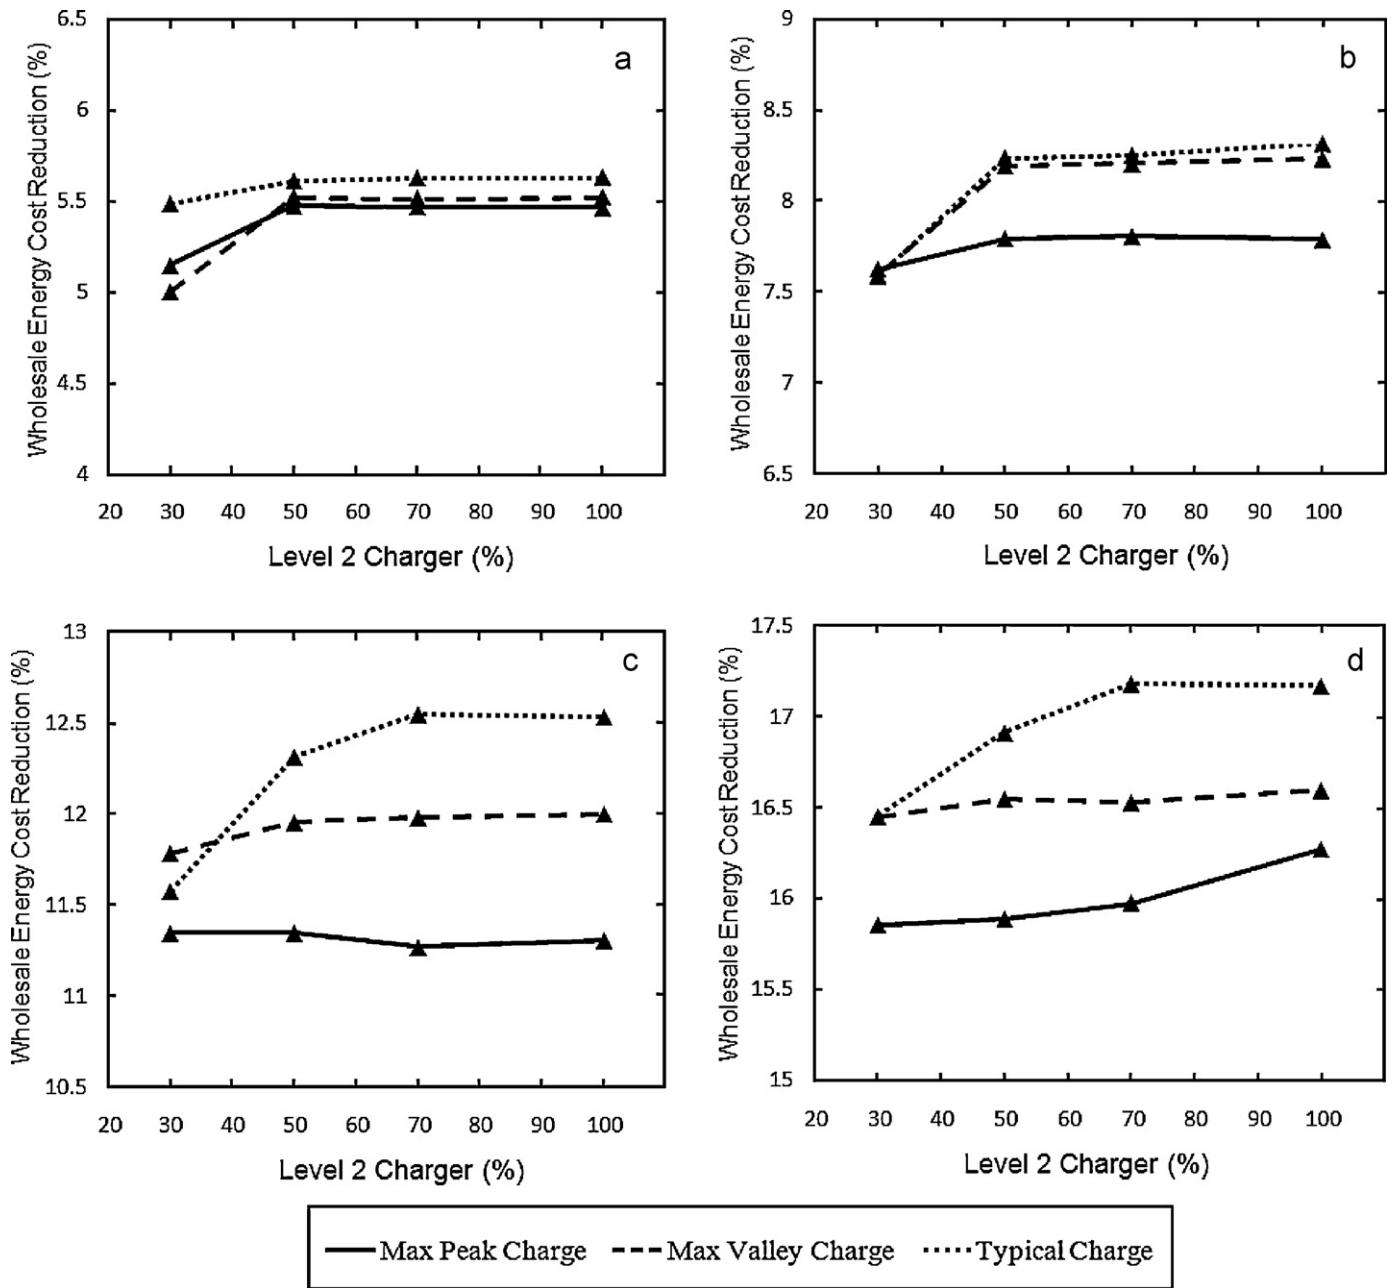 a
Wholesale Energy Cost Reduction (%)
6.5
6
5.5
5
4.5
4
20 30 40 50 60 70 80 90 100
Level 2 Charger (%)
b
Wholesale Energy Cost Reduction (%)
9
8.5
8
7.5
7
6.5
20 30 40 50 60 70 80 90 100
Level 2 Charger (%)
c
Wholesale Energy Cost Reduction (%)
13
12.5
12
11.5
11
10.5
20 30 40 50 60 70 80 90 100
Level 2 Charger (%)
d
Wholesale Energy Cost Reduction (%)
17.5
17
16.5
16
15.5
15
20 30 40 50 60 70 80 90 100
Level 2 Charger (%)
Max Peak Charge Max Valley Charge Typical Charge